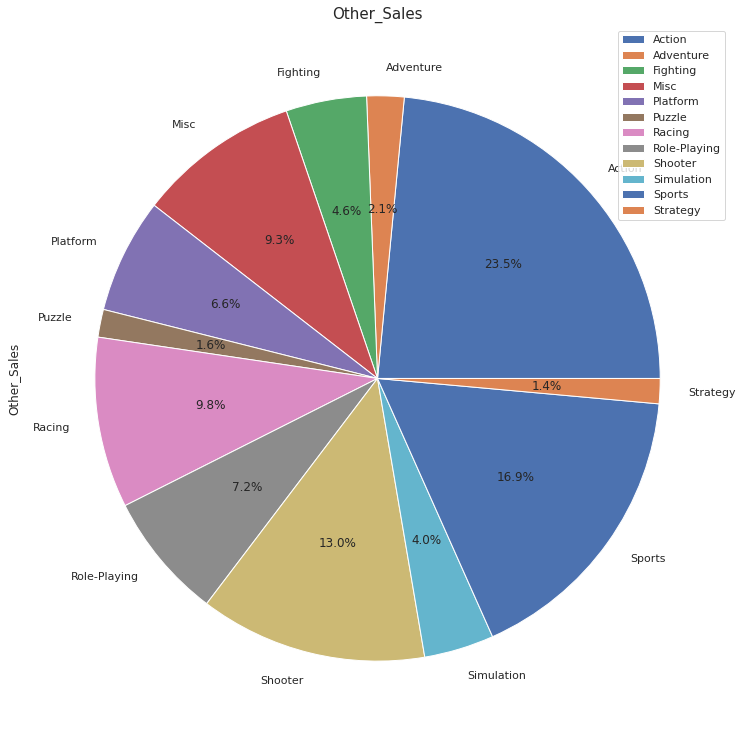 Other_Sales
Action
Adventure
Fighting
Misc
Platform
Puzzle
Racing
Role-Playing
Shooter
Simulation
Sports
Strategy
Adventure
Fighting
Misc
Action
Platform
Puzzle
Racing
Role-Playing
Shooter
Simulation
Sports
Strategy
Other_Sales
23.5%
2.1%
4.6%
9.3%
6.6%
1.6%
9.8%
7.2%
13.0%
4.0%
16.9%
1.4%